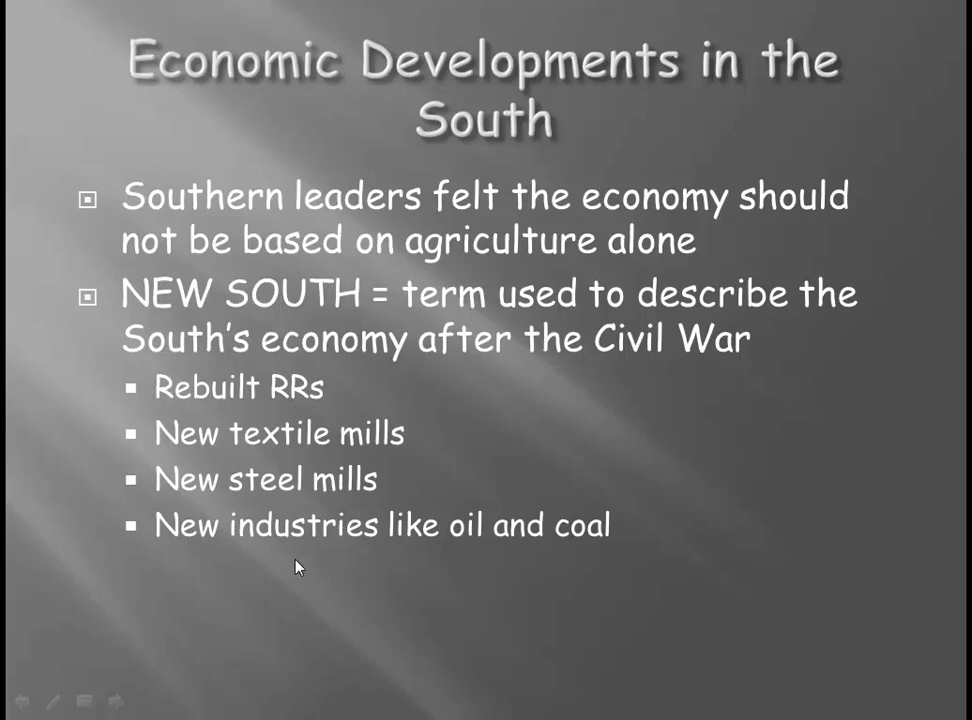 Economic Developments in the
South
Southern leaders felt the economy should
not be based on agriculture alone
NEW SOUTH = term used to describe the
South's economy after the Civil War
Rebuilt RRs
New textile mills
New steel mills
New industries like oil and coal